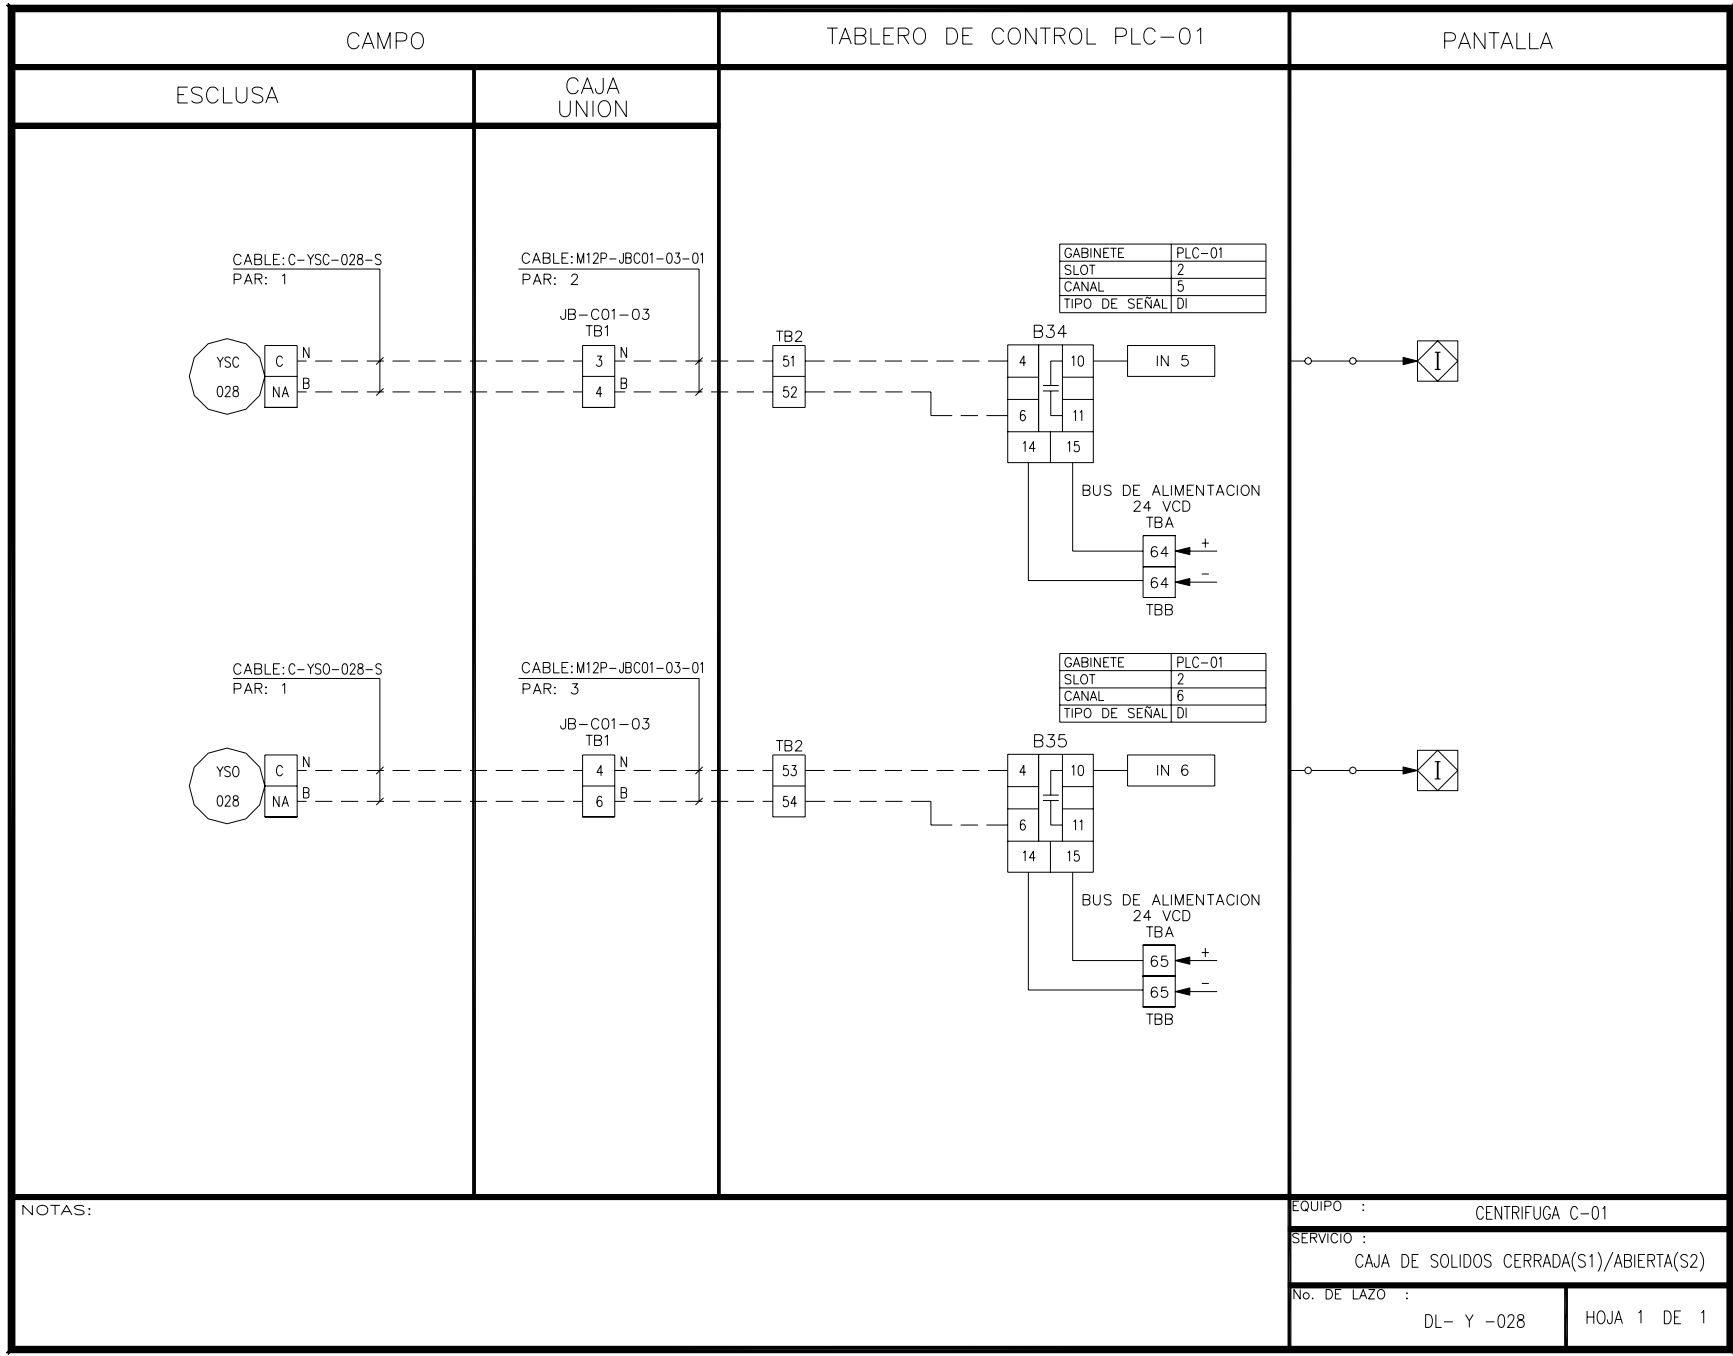 CAMPO
TABLERO DE CONTROL PLC-01
PANTALLA
ESCLUSA
CAJA
UNION
CABLE:C-YSC-028-S
PAR: 1
CABLE:M12P-JBC01-03-01
PAR: 2
GABINETE PLC-01
SLOT 2
CANAL 5
TIPO DE SEÑAL DI
JB-C01-03
TB1
TB2
B34
YSC
028
C N
NA B
3 N
4 B
51
52
4 10
6 11
14 15
IN 5
I
BUS DE ALIMENTACION
24 VCD
TBA
64 +
64 -
TBB
CABLE:C-YSO-028-S
PAR: 1
CABLE:M12P-JBC01-03-01
PAR: 3
GABINETE PLC-01
SLOT 2
CANAL 6
TIPO DE SEÑAL DI
JB-C01-03
TB1
TB2
B35
YSO
028
C N
NA B
4 N
6 B
53
54
4 10
6 11
14 15
IN 6
I
BUS DE ALIMENTACION
24 VCD
TBA
65 +
65 -
TBB
NOTAS:
EQUIPO :
CENTRIFUGA C-01
SERVICIO :
CAJA DE SOLIDOS CERRADA(S1)/ABIERTA(S2)
No. DE LAZO :
DL- Y -028
HOJA 1 DE 1